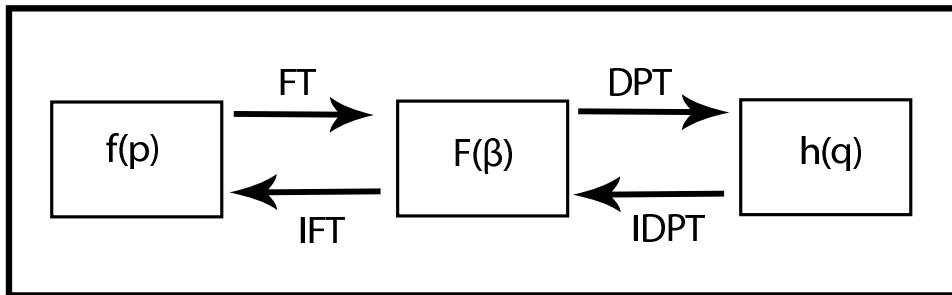 FT
DPT
f(p)
F(β)
h(q)
IFT
IDPT